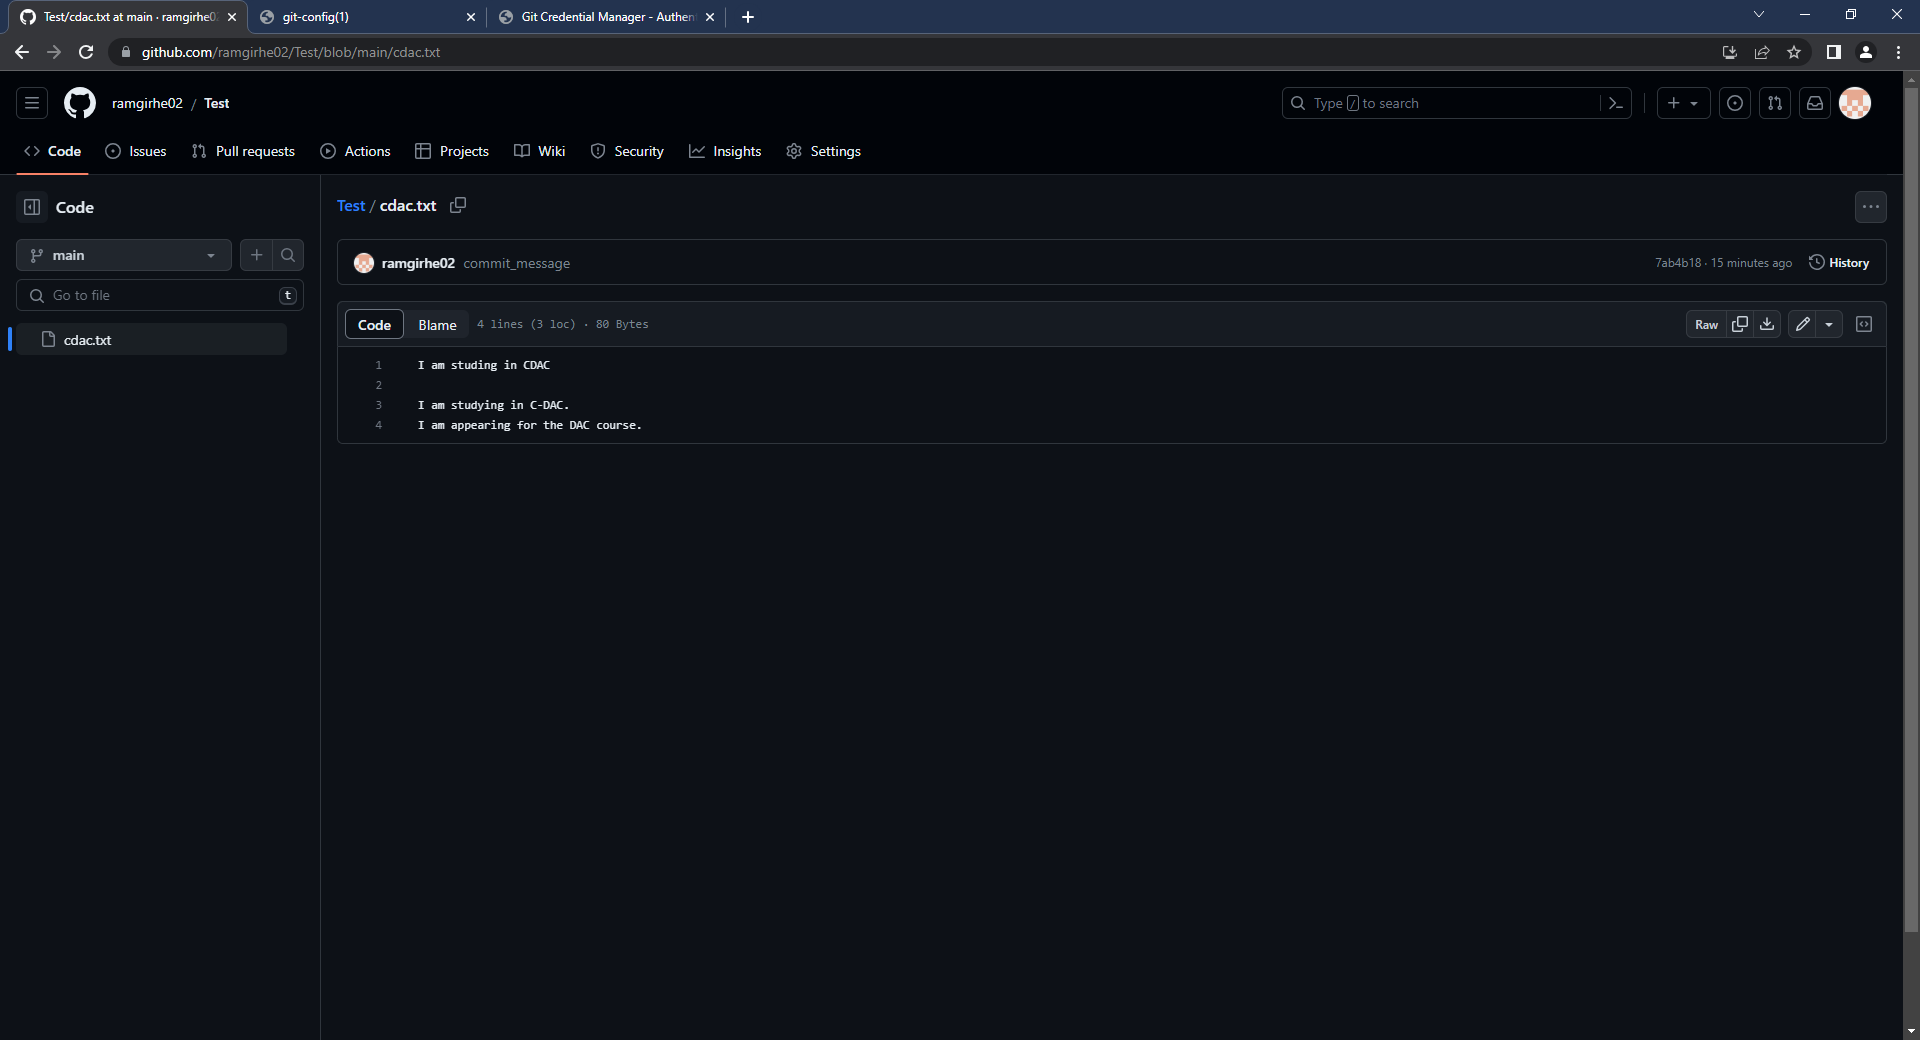 Test/cdac.txt at main · ramgirhe02
git-config(1)
Git Credential Manager - Authen
github.com/ramgirhe02/Test/blob/main/cdac.txt
ramgirhe02 / Test
Type / to search
Code Issues Pull requests Actions Projects Wiki Security Insights Settings
Code
Test / cdac.txt
main
ramgirhe02 commit_message
7ab4b18 · 15 minutes ago History
Go to file t
cdac.txt
Code Blame 4 lines (3 loc) · 80 Bytes
Raw
1 I am studing in CDAC
2
3 I am studying in C-DAC.
4 I am appearing for the DAC course.